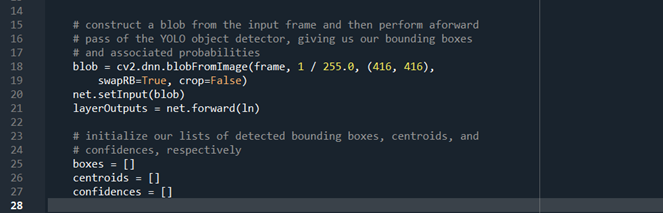 14
15 # construct a blob from the input frame and then perform aforward
16 # pass of the YOLO object detector, giving us our bounding boxes
17 # and associated probabilities
18 blob = cv2.dnn.blobFromImage(frame, 1 / 255.0, (416, 416),
19 swapRB=True, crop=False)
20 net.setInput(blob)
21 layerOutputs = net.forward(ln)
22
23 # initialize our lists of detected bounding boxes, centroids, and
24 # confidences, respectively
25 boxes = []
26 centroids = []
27 confidences = []
28